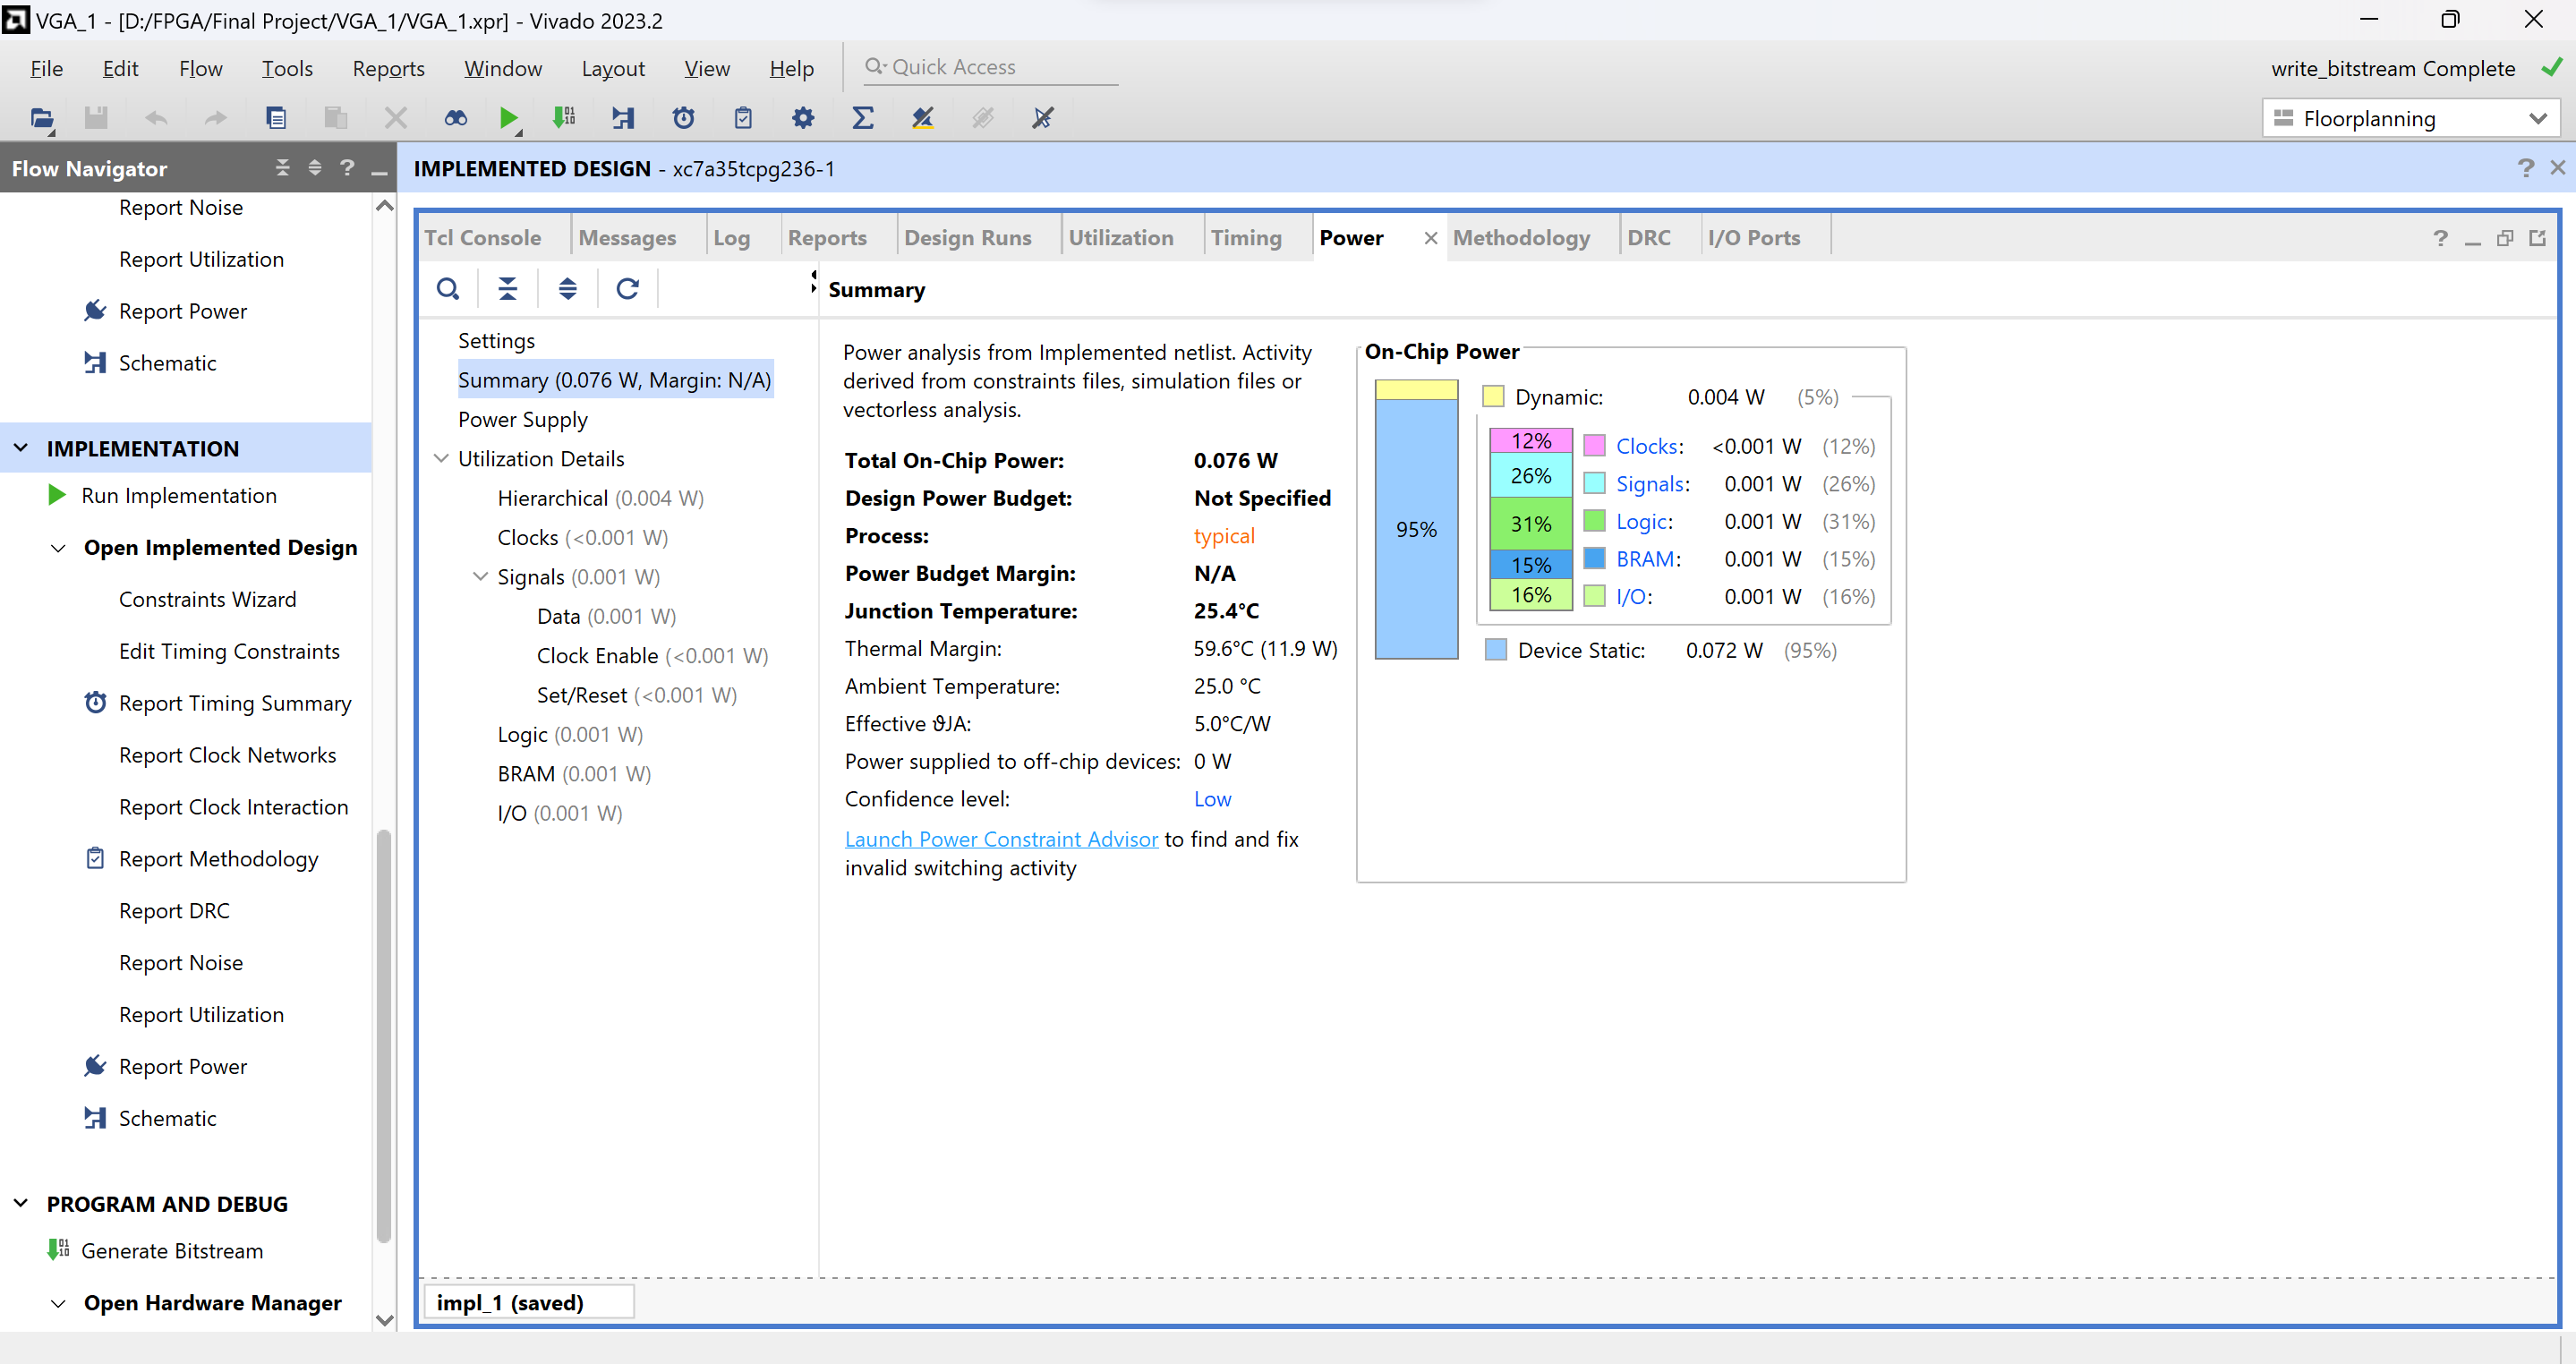 VGA_1 - [D:/FPGA/Final Project/VGA_1/VGA_1.xpr] - Vivado 2023.2
File Edit Flow Tools Reports Window Layout View Help Quick Access
write_bitstream Complete
Floorplanning
Flow Navigator
IMPLEMENTED DESIGN - xc7a35tcpg236-1
Report Noise
Report Utilization
Report Power
Schematic
IMPLEMENTATION
Run Implementation
Open Implemented Design
Constraints Wizard
Edit Timing Constraints
Report Timing Summary
Report Clock Networks
Report Clock Interaction
Report Methodology
Report DRC
Report Noise
Report Utilization
Report Power
Schematic
PROGRAM AND DEBUG
Generate Bitstream
Open Hardware Manager
Tcl Console Messages Log Reports Design Runs Utilization Timing Power Methodology DRC I/O Ports
Settings
Summary (0.076 W, Margin: N/A)
Power Supply
Utilization Details
Hierarchical (0.004 W)
Clocks (<0.001 W)
Signals (0.001 W)
Data (0.001 W)
Clock Enable (<0.001 W)
Set/Reset (<0.001 W)
Logic (0.001 W)
BRAM (0.001 W)
I/O (0.001 W)
Summary
Power analysis from Implemented netlist. Activity
derived from constraints files, simulation files or
vectorless analysis.
Total On-Chip Power: 0.076 W
Design Power Budget: Not Specified
Process: typical
Power Budget Margin: N/A
Junction Temperature: 25.4°C
Thermal Margin: 59.6°C (11.9 W)
Ambient Temperature: 25.0 °C
Effective ϑJA: 5.0°C/W
Power supplied to off-chip devices: 0 W
Confidence level: Low
Launch Power Constraint Advisor to find and fix
invalid switching activity
On-Chip Power
95%
Dynamic: 0.004 W (5%)
12% Clocks: <0.001 W (12%)
26% Signals: 0.001 W (26%)
31% Logic: 0.001 W (31%)
15% BRAM: 0.001 W (15%)
16% I/O: 0.001 W (16%)
Device Static: 0.072 W (95%)
impl_1 (saved)